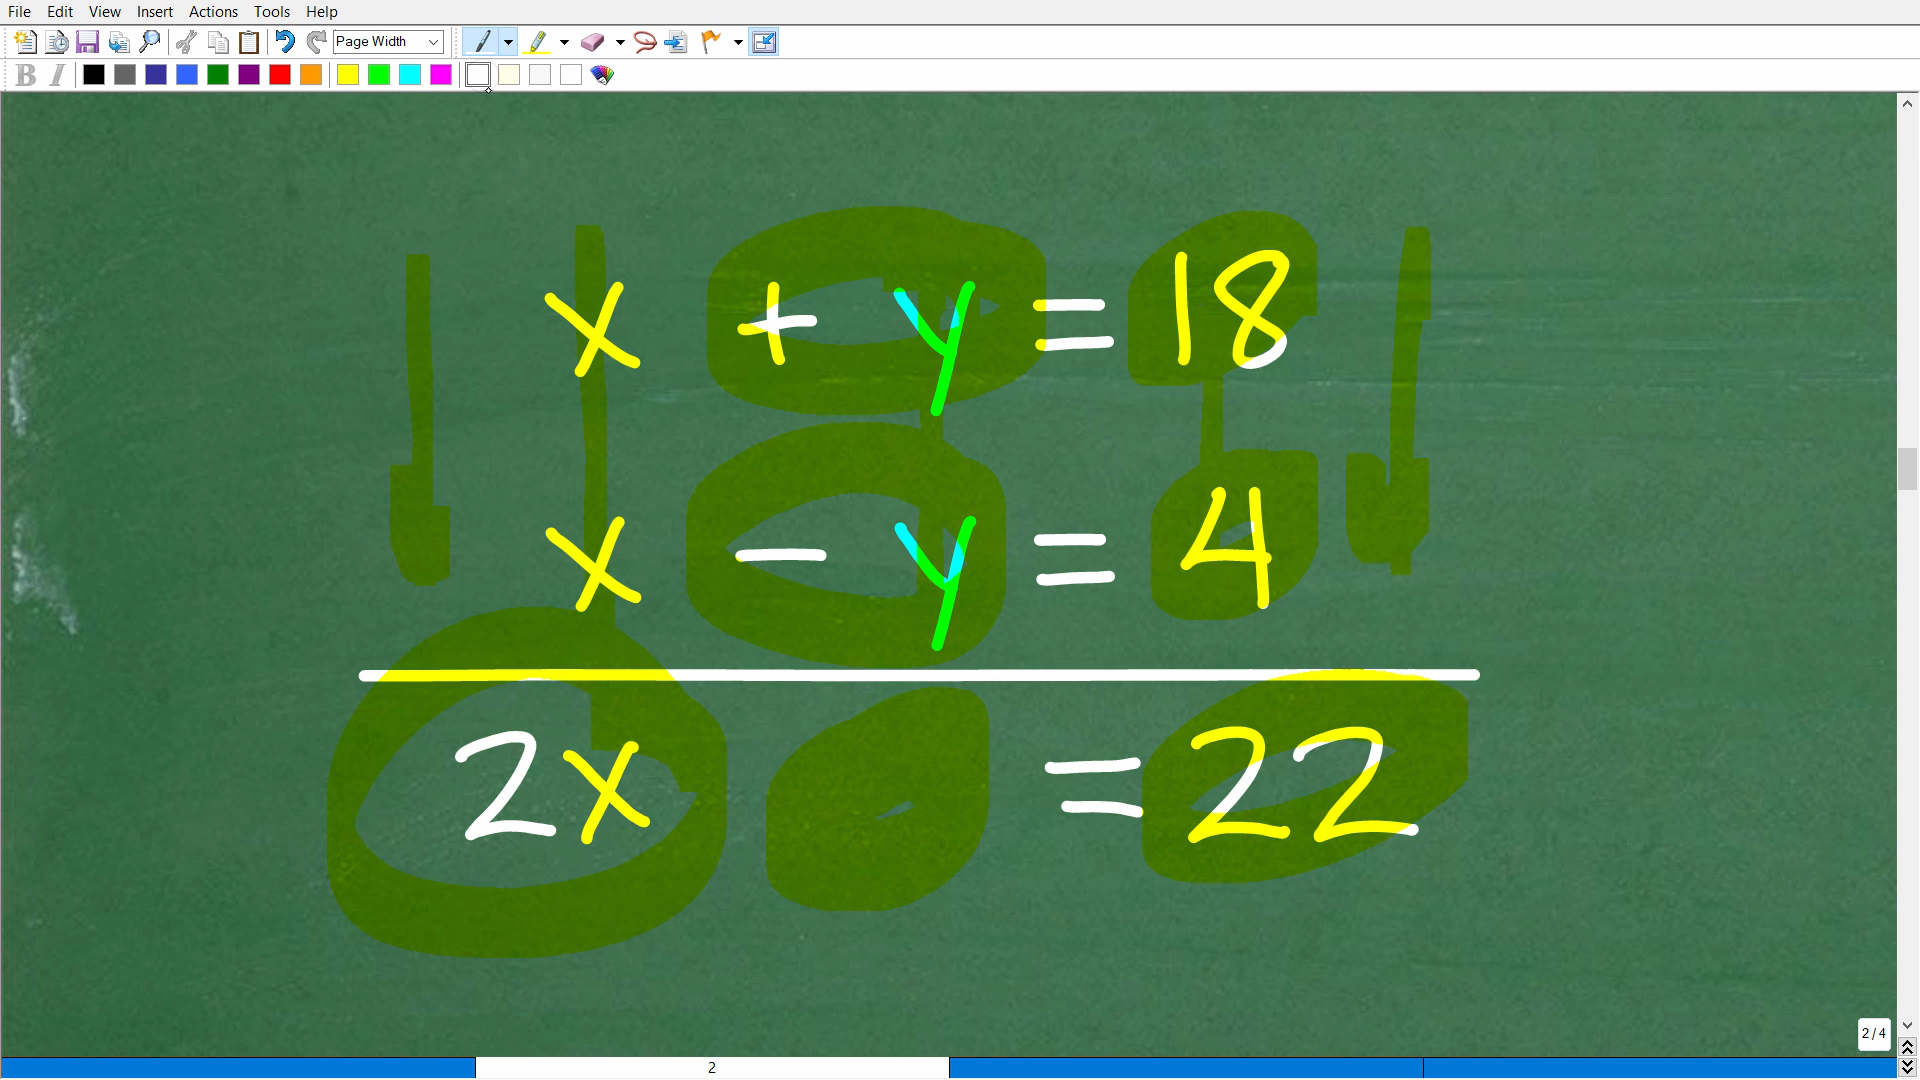 File Edit View Insert Actions Tools Help
Page Width
B I
x + y = 18
x - y = 4
2x = 22
2 / 4
2